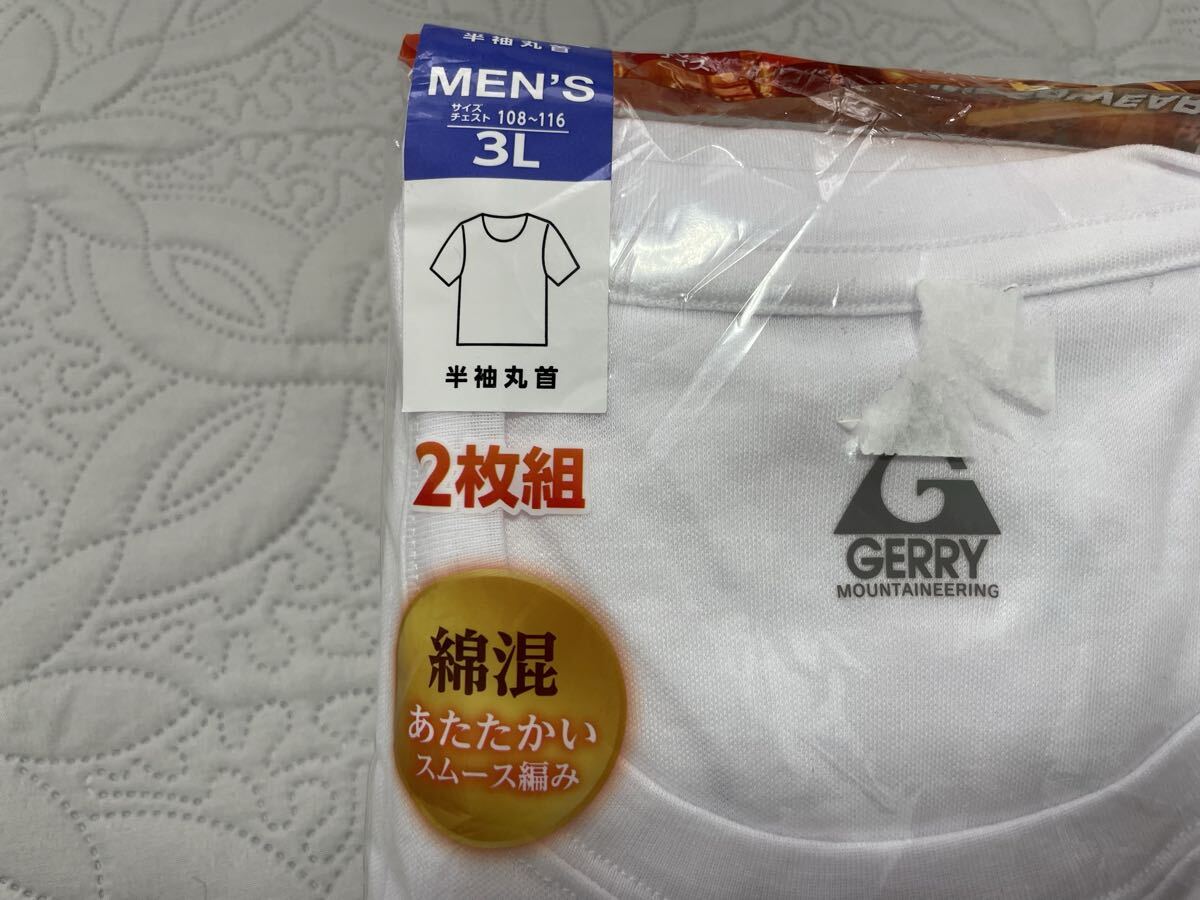 半袖丸首
MEN'S
サイズ
チェスト 108~116
3L
半袖丸首
2枚組
綿混
あたたかい
スムース編み
G
GERRY
MOUNTAINEERING